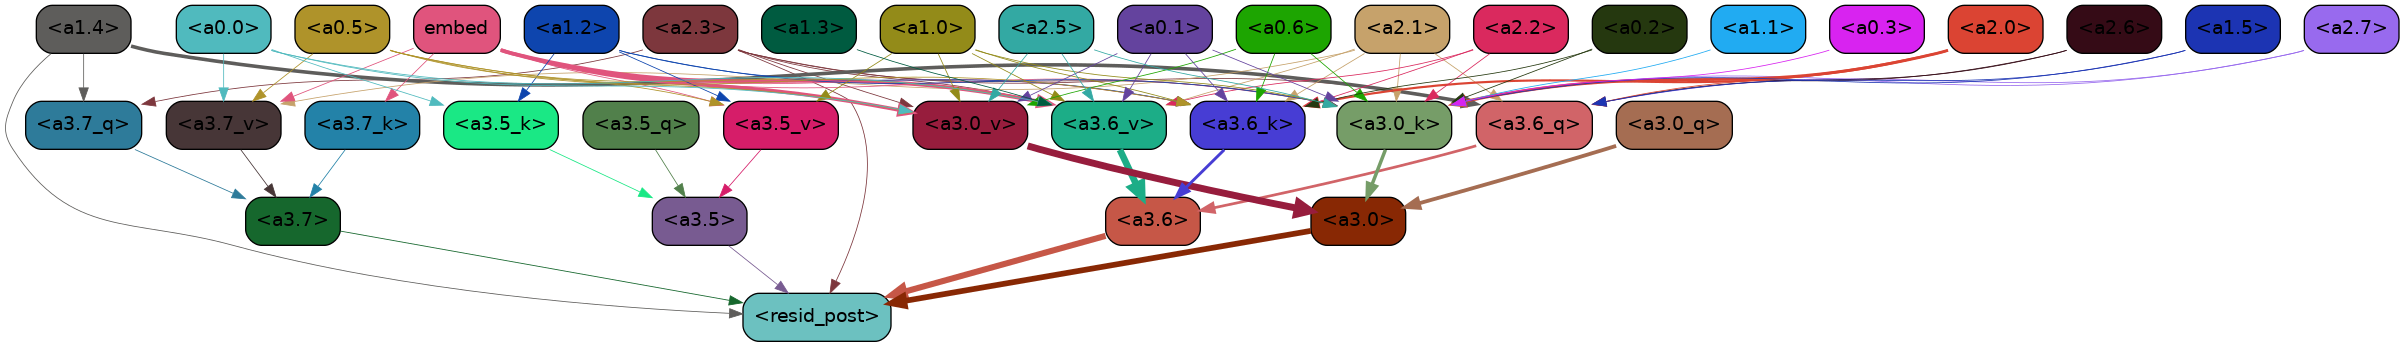 <a1.4> <a0.0> <a0.5> embed <a1.2> <a2.3> <a1.3> <a1.0> <a2.5> <a0.1> <a0.6> <a2.1> <a2.2> <a0.2> <a1.1> <a0.3> <a2.0> <a2.6> <a1.5> <a2.7>
<a3.7_q> <a3.7_v> <a3.7_k> <a3.5_k> <a3.5_q> <a3.5_v> <a3.0_v> <a3.6_v> <a3.6_k> <a3.0_k> <a3.6_q> <a3.0_q>
<a3.7> <a3.5> <a3.6> <a3.0>
<resid_post>